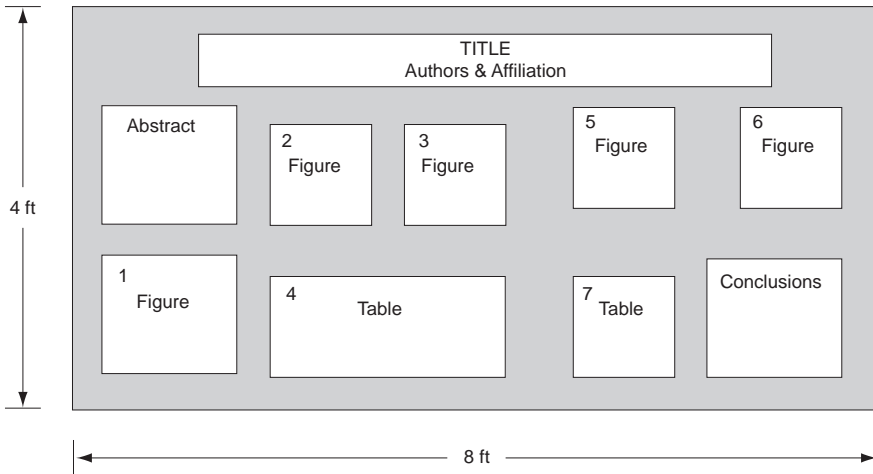 TITLE
Authors & Affiliation
Abstract
2
Figure
3
Figure
5
Figure
6
Figure
4 ft
1
Figure
4
Table
7
Table
Conclusions
8 ft